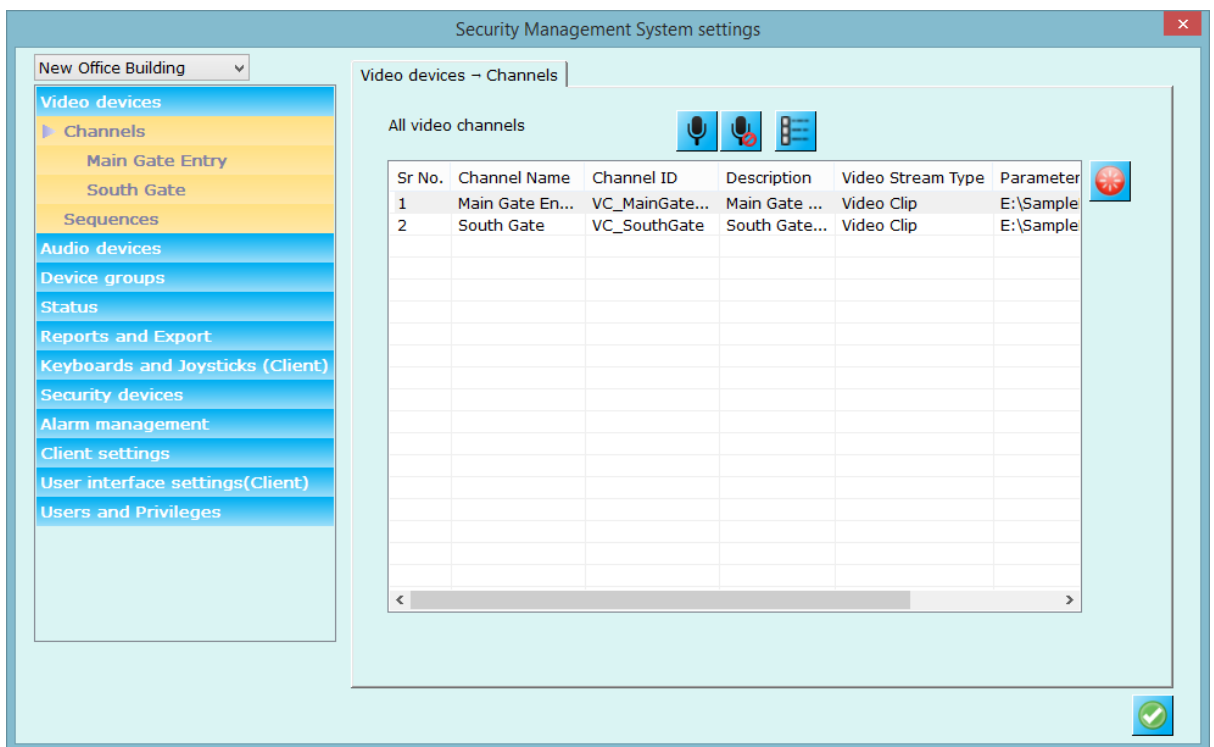 Security Management System settings
New Office Building
Video devices
Channels
Main Gate Entry
South Gate
Sequences
Audio devices
Device groups
Status
Reports and Export
Keyboards and Joysticks (Client)
Security devices
Alarm management
Client settings
User interface settings(Client)
Users and Privileges
Video devices → Channels
All video channels
Sr No. Channel Name Channel ID Description Video Stream Type Parameter
1 Main Gate En... VC_MainGate... Main Gate ... Video Clip E:\Sample
2 South Gate VC_SouthGate South Gate... Video Clip E:\Sample